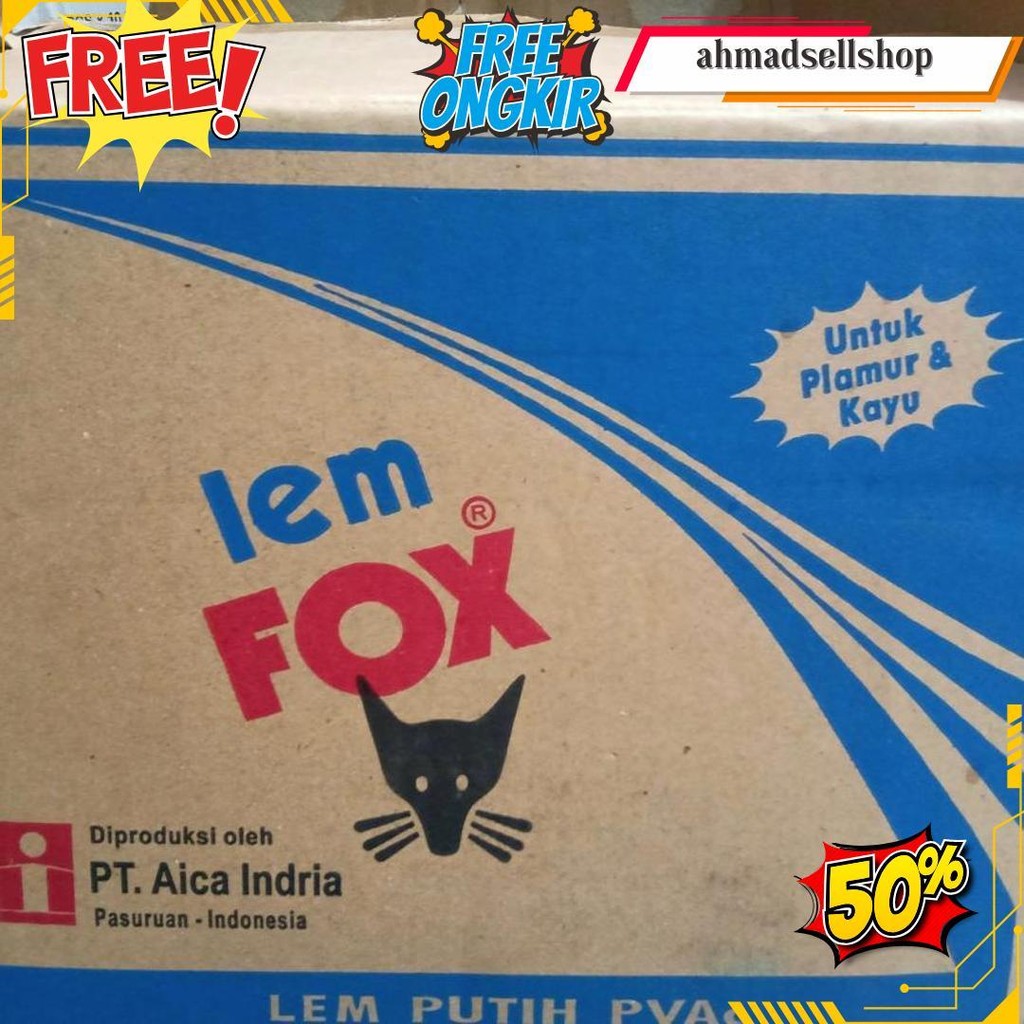 FREE!
FREE
ONGKIR
ahmadsellshop
Untuk
Plamur &
Kayu
lem
FOX®
Diproduksi oleh
PT. Aica Indria
Pasuruan - Indonesia
50%
LEM PUTIH PVAc